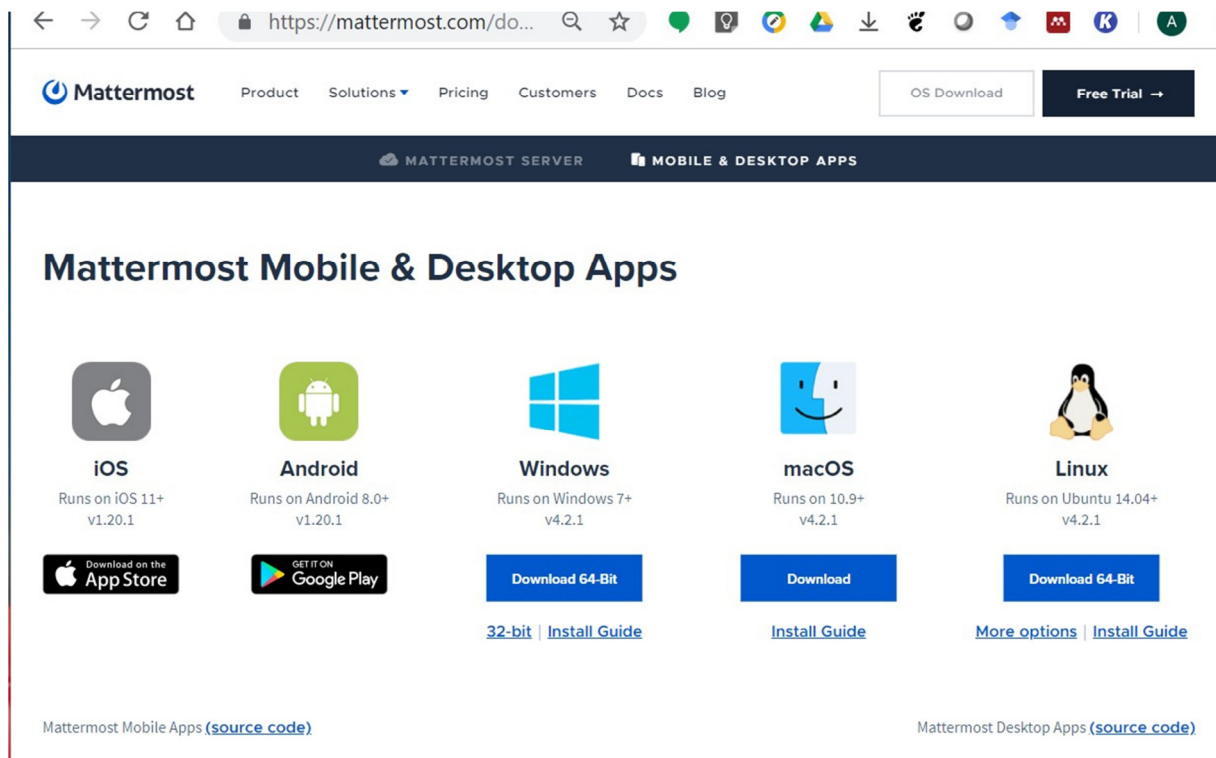 https://mattermost.com/do...
A
Mattermost Product Solutions Pricing Customers Docs Blog OS Download Free Trial →
MATTERMOST SERVER MOBILE & DESKTOP APPS
Mattermost Mobile & Desktop Apps
iOS Android Windows macOS Linux
Runs on iOS 11+ Runs on Android 8.0+ Runs on Windows 7+ Runs on 10.9+ Runs on Ubuntu 14.04+
v1.20.1 v1.20.1 v4.2.1 v4.2.1 v4.2.1
Download on the App Store GET IT ON Google Play Download 64-Bit Download Download 64-Bit
32-bit | Install Guide Install Guide More options | Install Guide
Mattermost Mobile Apps (source code) Mattermost Desktop Apps (source code)